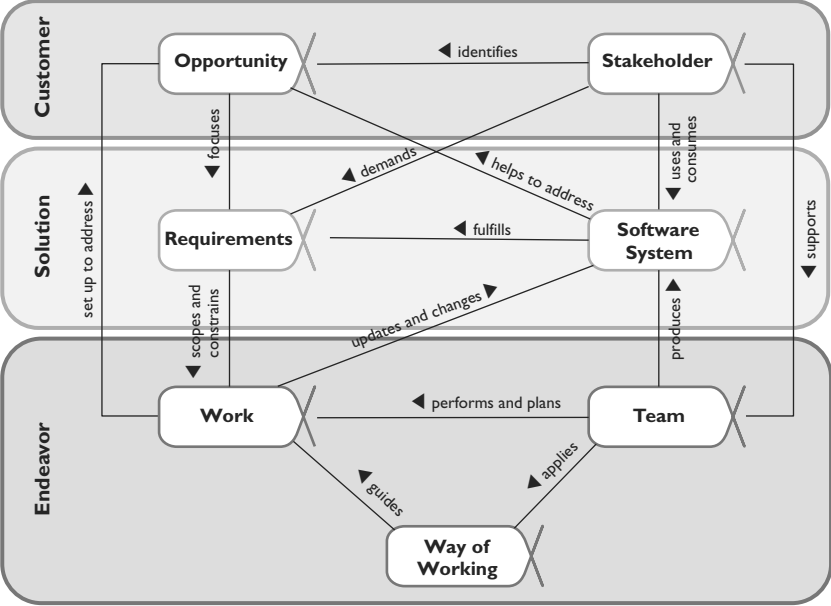 Customer
Opportunity
identifies
Stakeholder
focuses
demands
helps to address
uses and
consumes
Solution
set up to address
Requirements
fulfills
Software
System
supports
scopes and
constrains
updates and changes
produces
Endeavor
Work
performs and plans
Team
guides
applies
Way of
Working